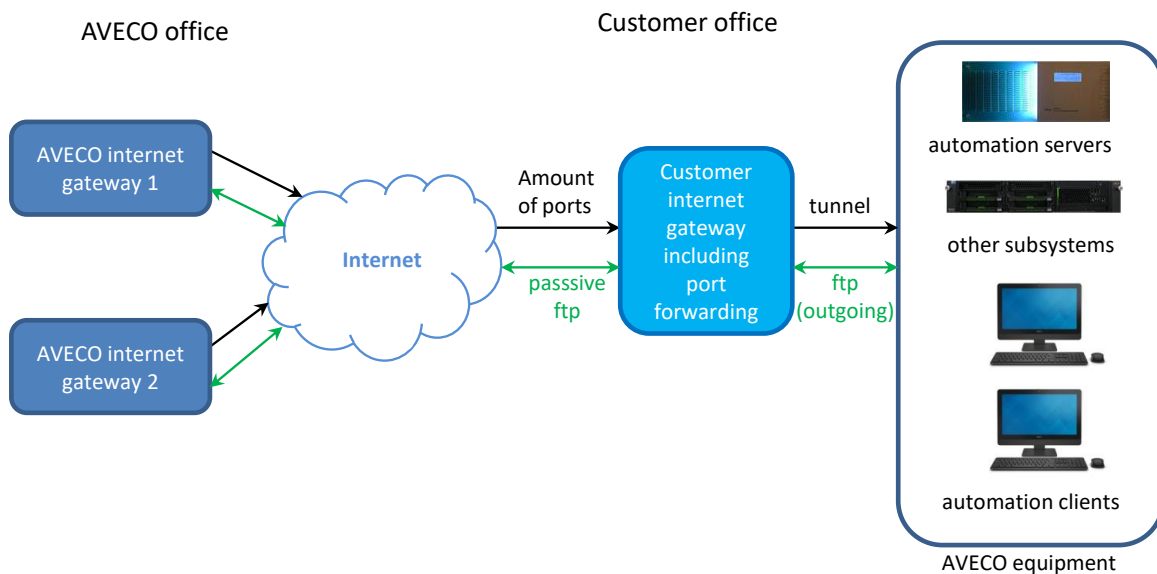 AVECO office
Customer office
AVECO internet
gateway 1
AVECO internet
gateway 2
Internet
Amount
of ports
passsive
ftp
Customer
internet
gateway
including
port
forwarding
tunnel
ftp
(outgoing)
automation servers
other subsystems
automation clients
AVECO equipment